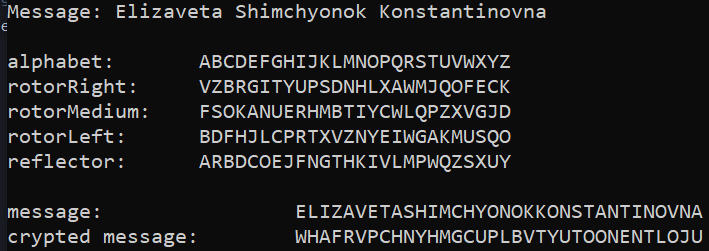 Message: Elizaveta Shimchyonok Konstantinovna
alphabet: ABCDEFGHIJKLMNOPQRSTUVWXYZ
rotorRight: VZBRGITYUPSDNHLXAWMJQOFECK
rotorMedium: FSOKANUERHMBTIYCWLQPZXVGJD
rotorLeft: BDFHJLCPRTXVZNYEIWGAKMUSQO
reflector: ARBDCOEJFNGTHKIVLMPWQZSXUY
message: ELIZAVETASHIMCHYONOKKONSTANTINOVNA
crypted message: WHAFRVPCHNYHMGCUPLBVTYUTOONENTLOJU